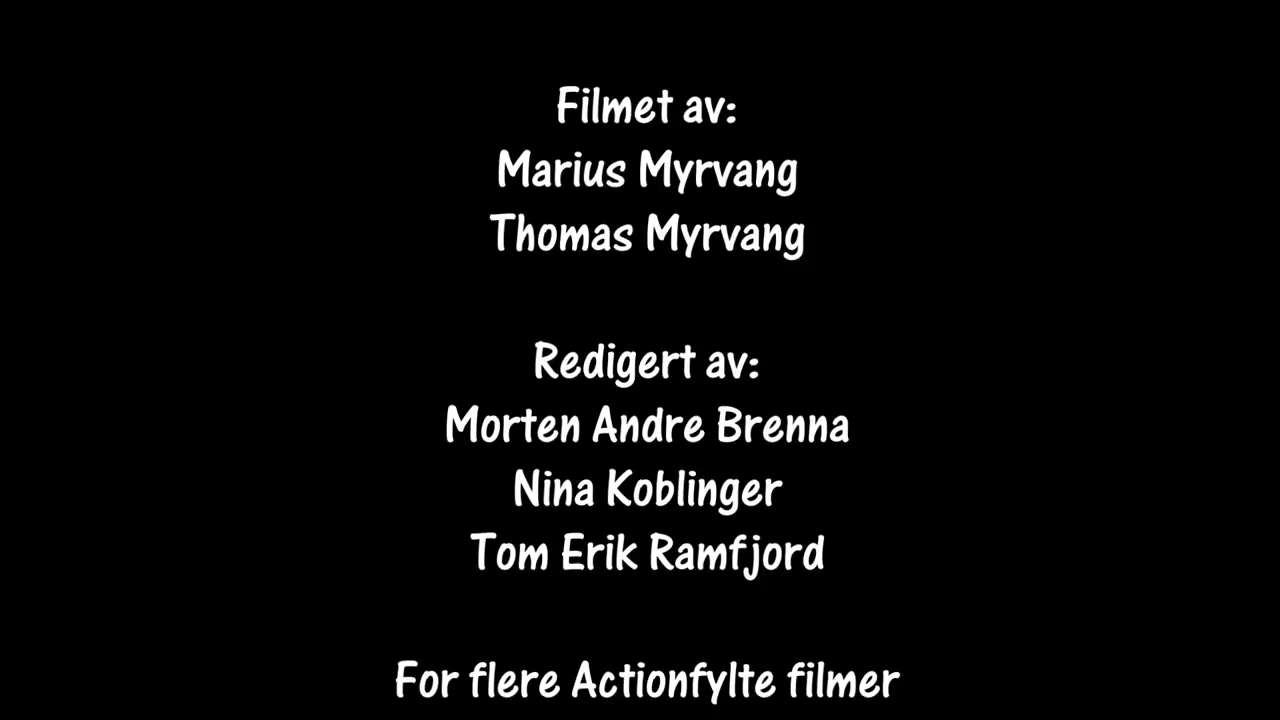 Filmet av:
Marius Myrvang
Thomas Myrvang
Redigert av:
Morten Andre Brenna
Nina Koblinger
Tom Erik Ramfjord
For flere Actionfylte filmer